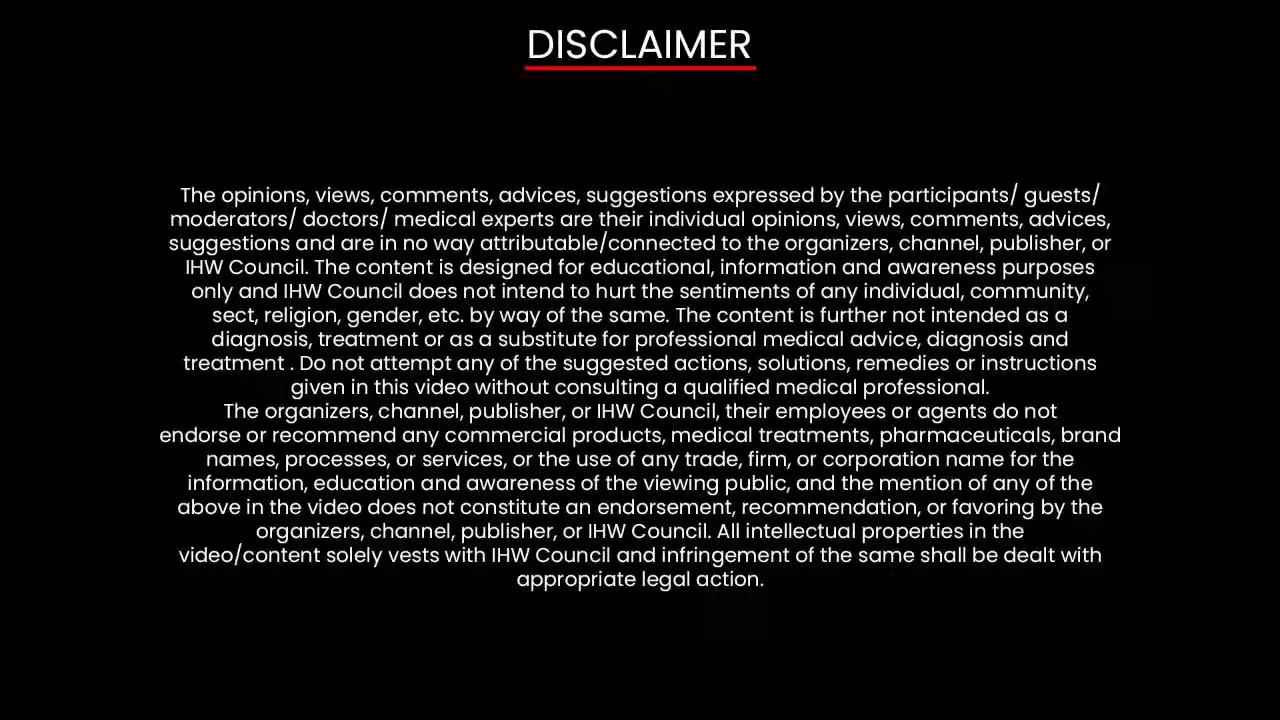 DISCLAIMER
The opinions, views, comments, advices, suggestions expressed by the participants/ guests/
moderators/ doctors/ medical experts are their individual opinions, views, comments, advices,
suggestions and are in no way attributable/connected to the organizers, channel, publisher, or
IHW Council. The content is designed for educational, information and awareness purposes
only and IHW Council does not intend to hurt the sentiments of any individual, community,
sect, religion, gender, etc. by way of the same. The content is further not intended as a
diagnosis, treatment or as a substitute for professional medical advice, diagnosis and
treatment . Do not attempt any of the suggested actions, solutions, remedies or instructions
given in this video without consulting a qualified medical professional.
The organizers, channel, publisher, or IHW Council, their employees or agents do not
endorse or recommend any commercial products, medical treatments, pharmaceuticals, brand
names, processes, or services, or the use of any trade, firm, or corporation name for the
information, education and awareness of the viewing public, and the mention of any of the
above in the video does not constitute an endorsement, recommendation, or favoring by the
organizers, channel, publisher, or IHW Council. All intellectual properties in the
video/content solely vests with IHW Council and infringement of the same shall be dealt with
appropriate legal action.